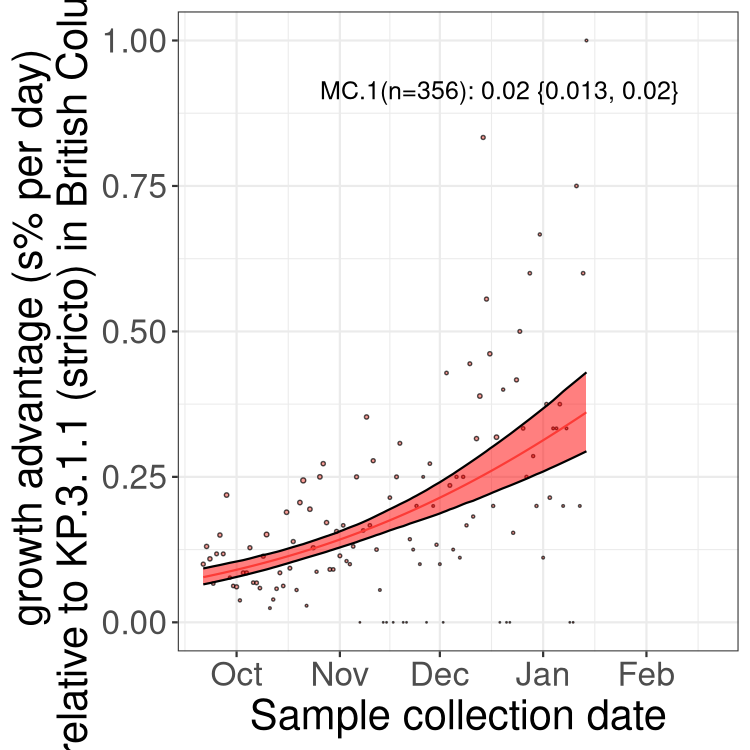 growth advantage (s% per day)
relative to KP.3.1.1 (stricto) in British Colu
1.00
0.75
0.50
0.25
0.00
MC.1(n=356): 0.02 {0.013, 0.02}
Oct Nov Dec Jan Feb
Sample collection date